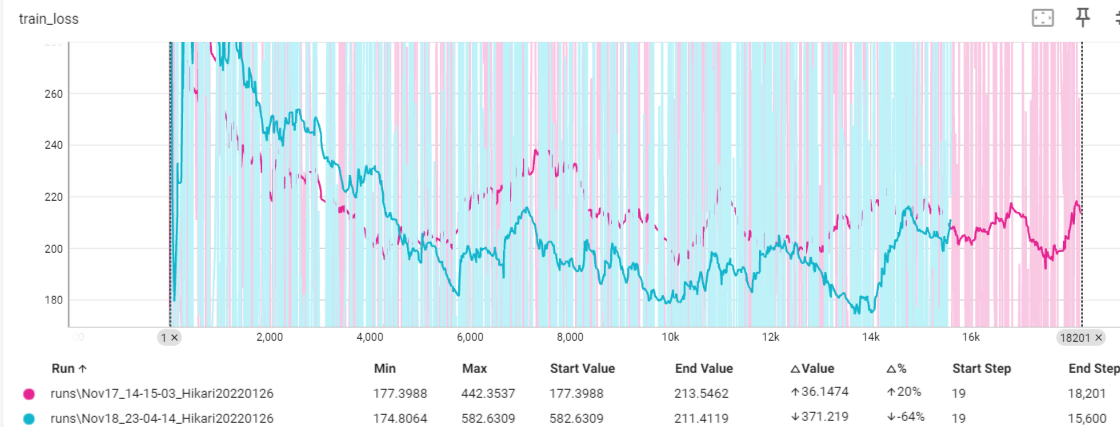 train_loss
260
240
220
200
180
1 × 2,000 4,000 6,000 8,000 10k 12k 14k 16k 18201 ×
Run ↑ Min Max Start Value End Value △Value △% Start Step End Step
runs\Nov17_14-15-03_Hikari20220126 177.3988 442.3537 177.3988 213.5462 ↑36.1474 ↑20% 19 18,201
runs\Nov18_23-04-14_Hikari20220126 174.8064 582.6309 582.6309 211.4119 ↓371.219 ↓-64% 19 15,600